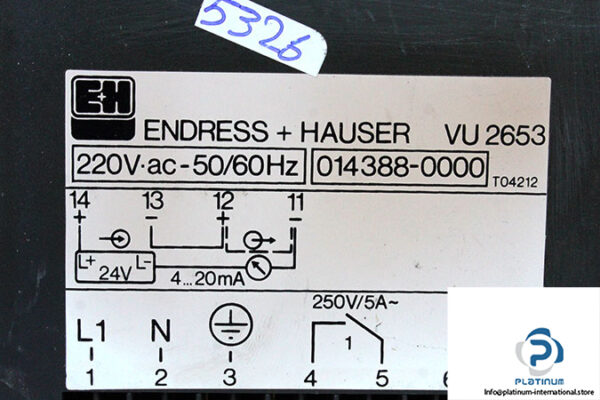 5326
E+H
ENDRESS + HAUSER VU 2653
220V·ac-50/60Hz 014388-0000 T04212
14 13 12 11
+ - + -
L+ 24V L- 4...20mA
250V/5A~
L1 N 1
1 2 3 4 5 6
PLATINUM
Info@platinum-international.store